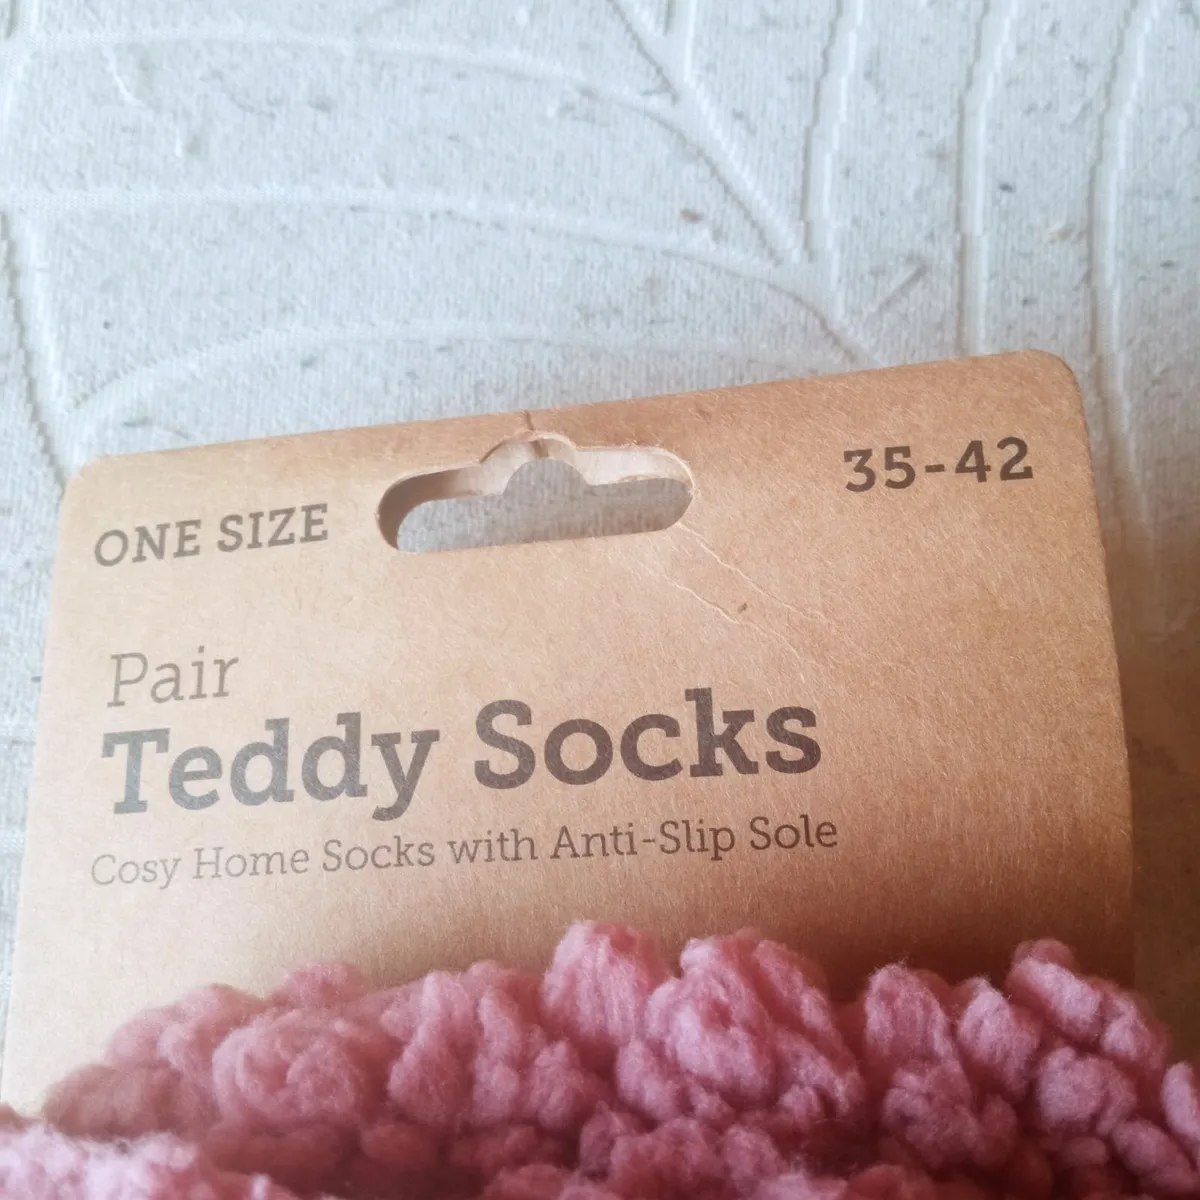 ONE SIZE
35-42
Pair
Teddy Socks
Cosy Home Socks with Anti-Slip Sole